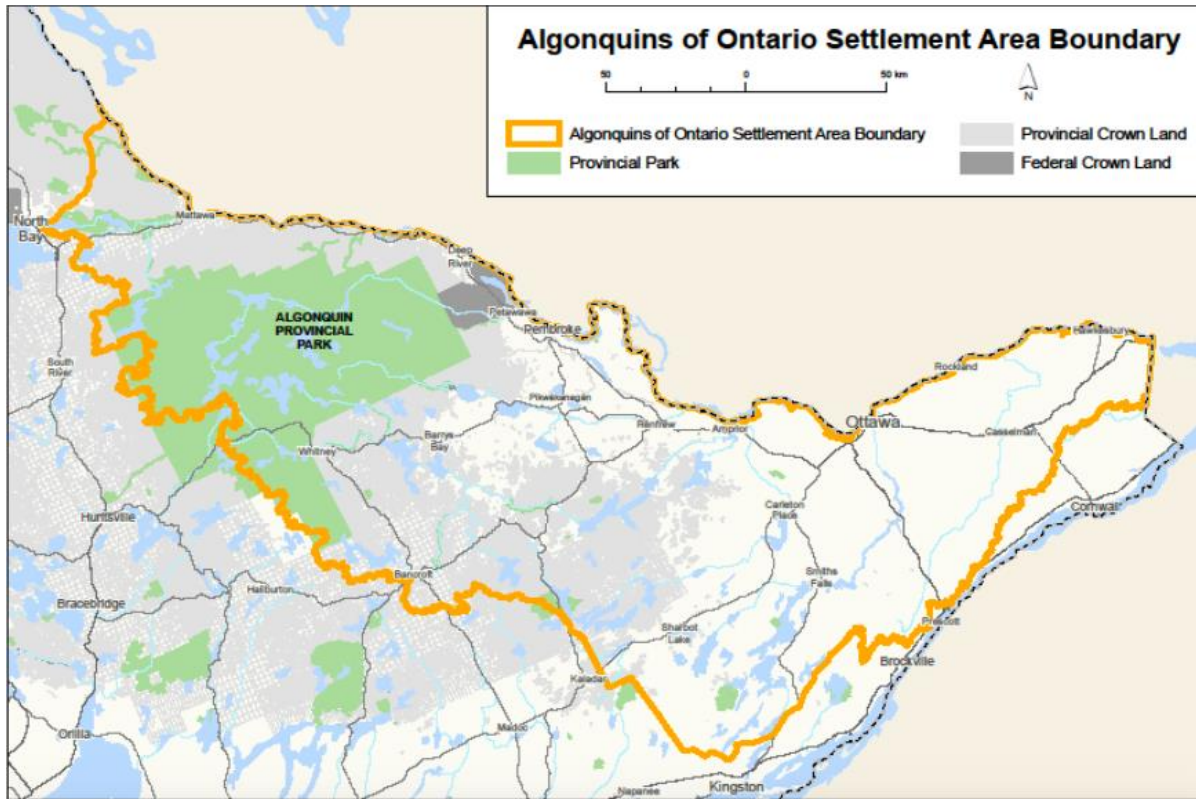 Algonquins of Ontario Settlement Area Boundary
50 0 50 km
N
Algonquins of Ontario Settlement Area Boundary
Provincial Park
Provincial Crown Land
Federal Crown Land
North
Bay
Mattawa
Deep
River
Petawawa
Pembroke
ALGONQUIN
PROVINCIAL
PARK
South
River
Pikwakanagan
Renfrew
Arnprior
Ottawa
Rockland
Hawkesbury
Casselman
Cornwall
Barrys
Bay
Whitney
Huntsville
Carleton
Place
Smiths
Falls
Bancroft
Haliburton
Bracebridge
Sharbot
Lake
Prescott
Brockville
Kaladar
Madoc
Orillia
Kingston
Napanee